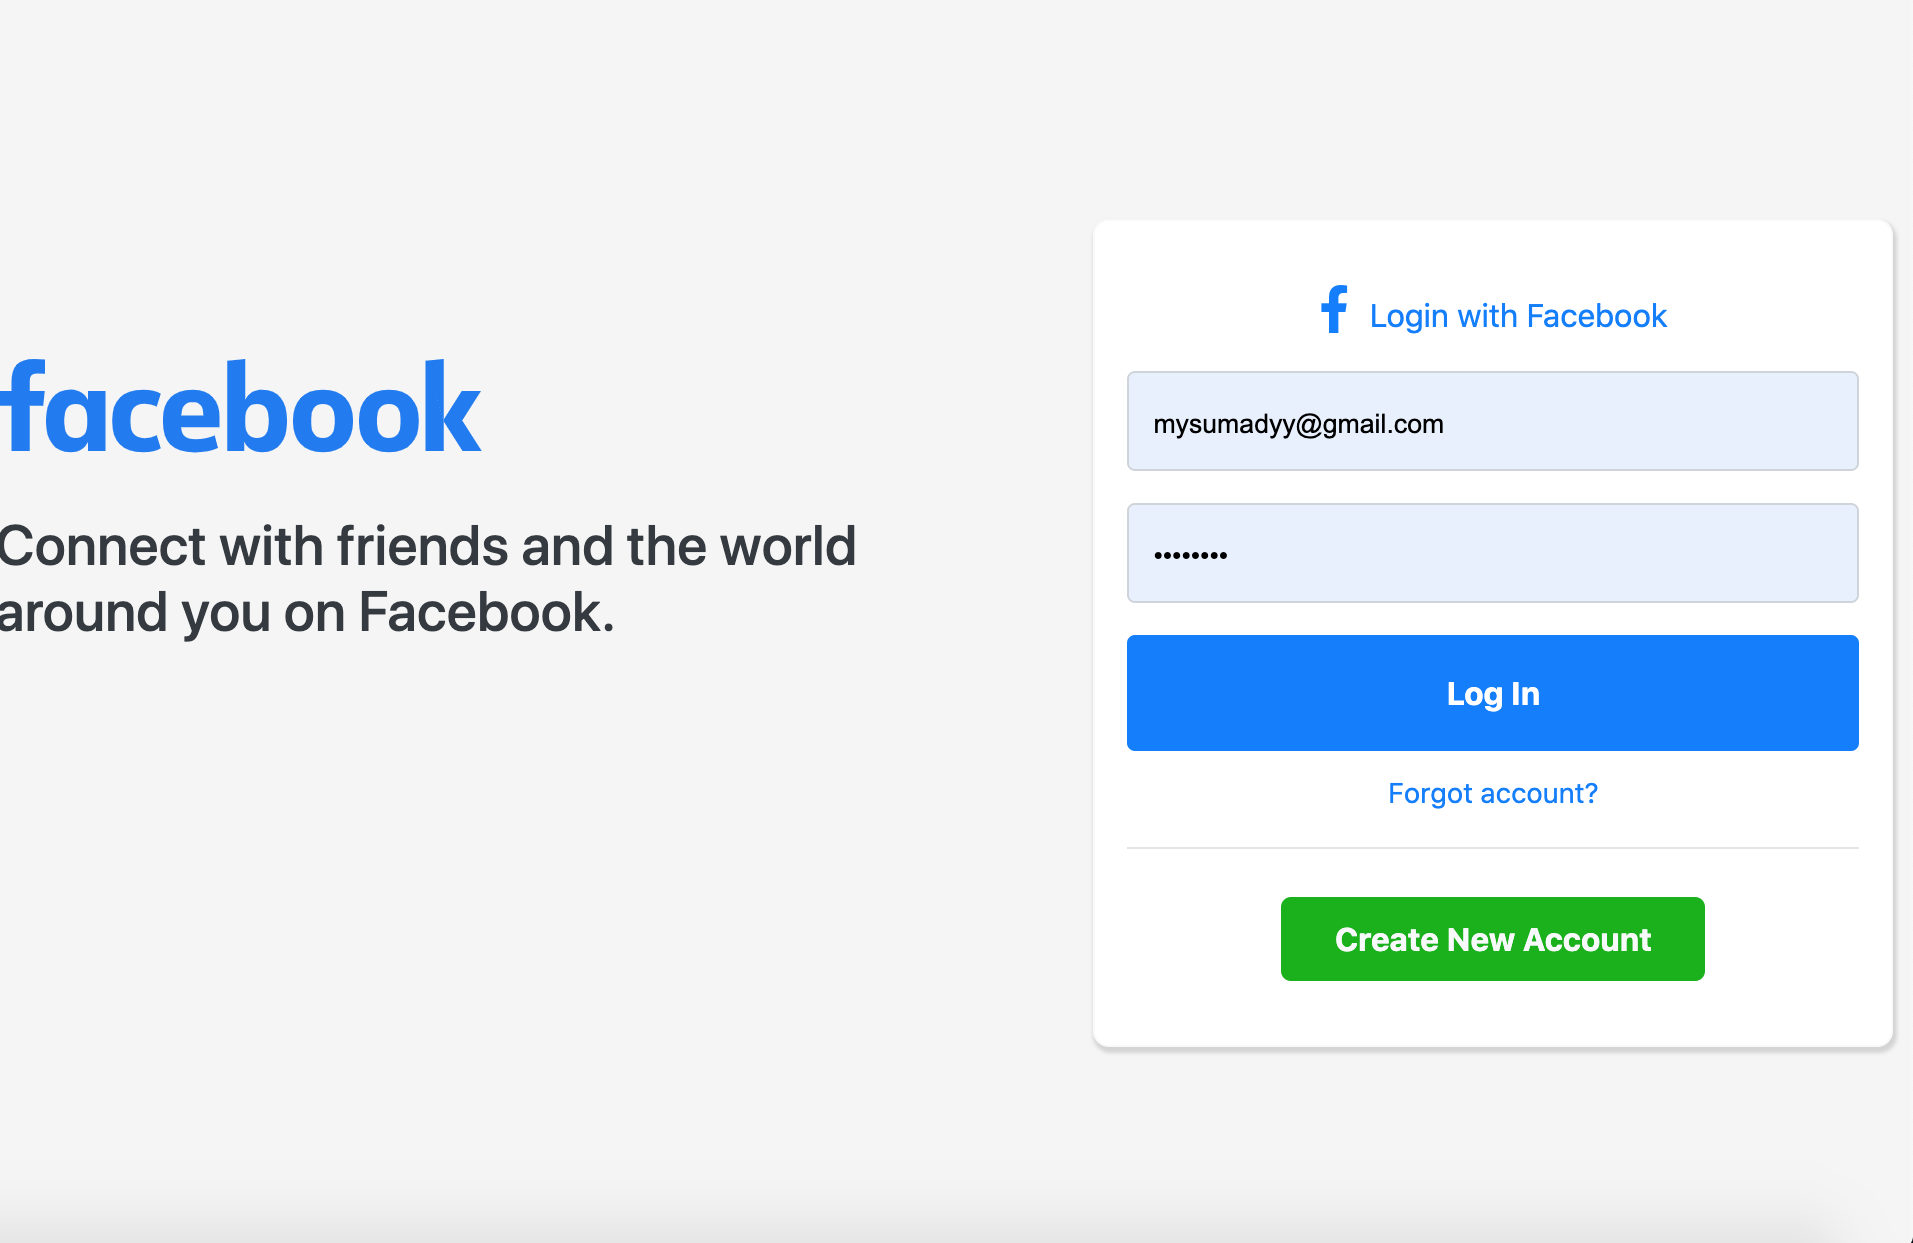 facebook
Connect with friends and the world
around you on Facebook.
f Login with Facebook
mysumadyy@gmail.com
••••••••
Log In
Forgot account?
Create New Account